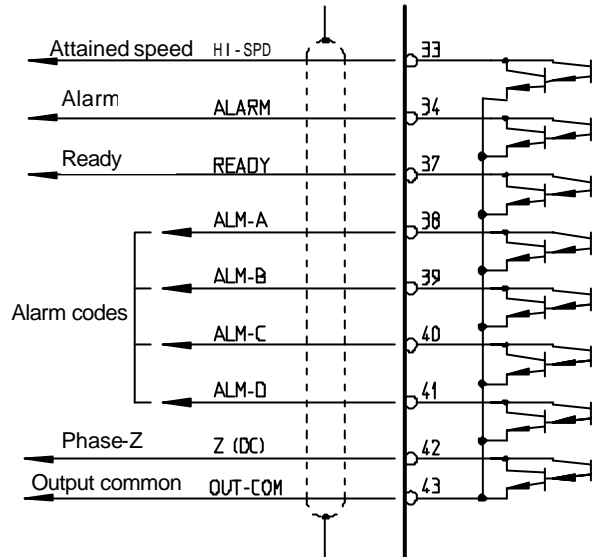 Attained speed HI-SPD 33
Alarm ALARM 34
Ready READY 37
ALM-A 38
ALM-B 39
Alarm codes
ALM-C 40
ALM-D 41
Phase-Z Z (DC) 42
Output common OUT-COM 43